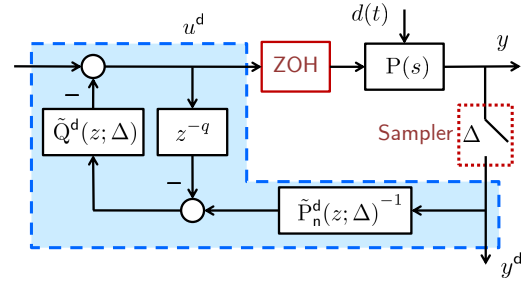 d(t)
u^d
y
ZOH
P(s)
−
Q̃^d(z; Δ)
z^{-q}
Sampler
Δ
−
P̃_n^d(z; Δ)^{-1}
y^d